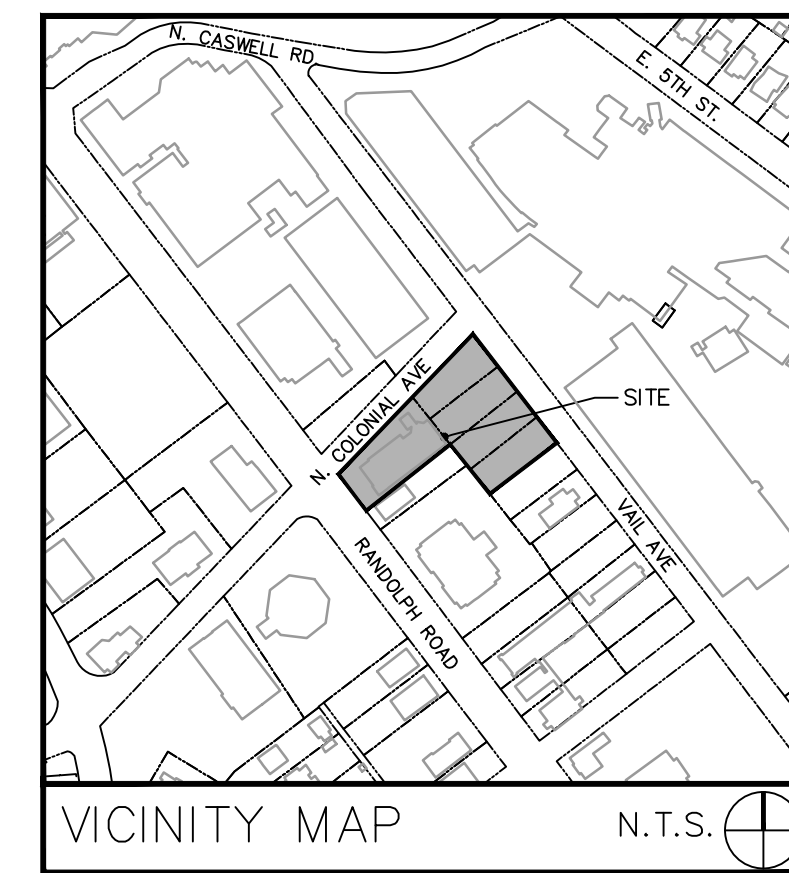 N. CASWELL RD
E. 5TH ST.
N. COLONIAL AVE
SITE
VAIL AVE
RANDOLPH ROAD
VICINITY MAP
N.T.S.